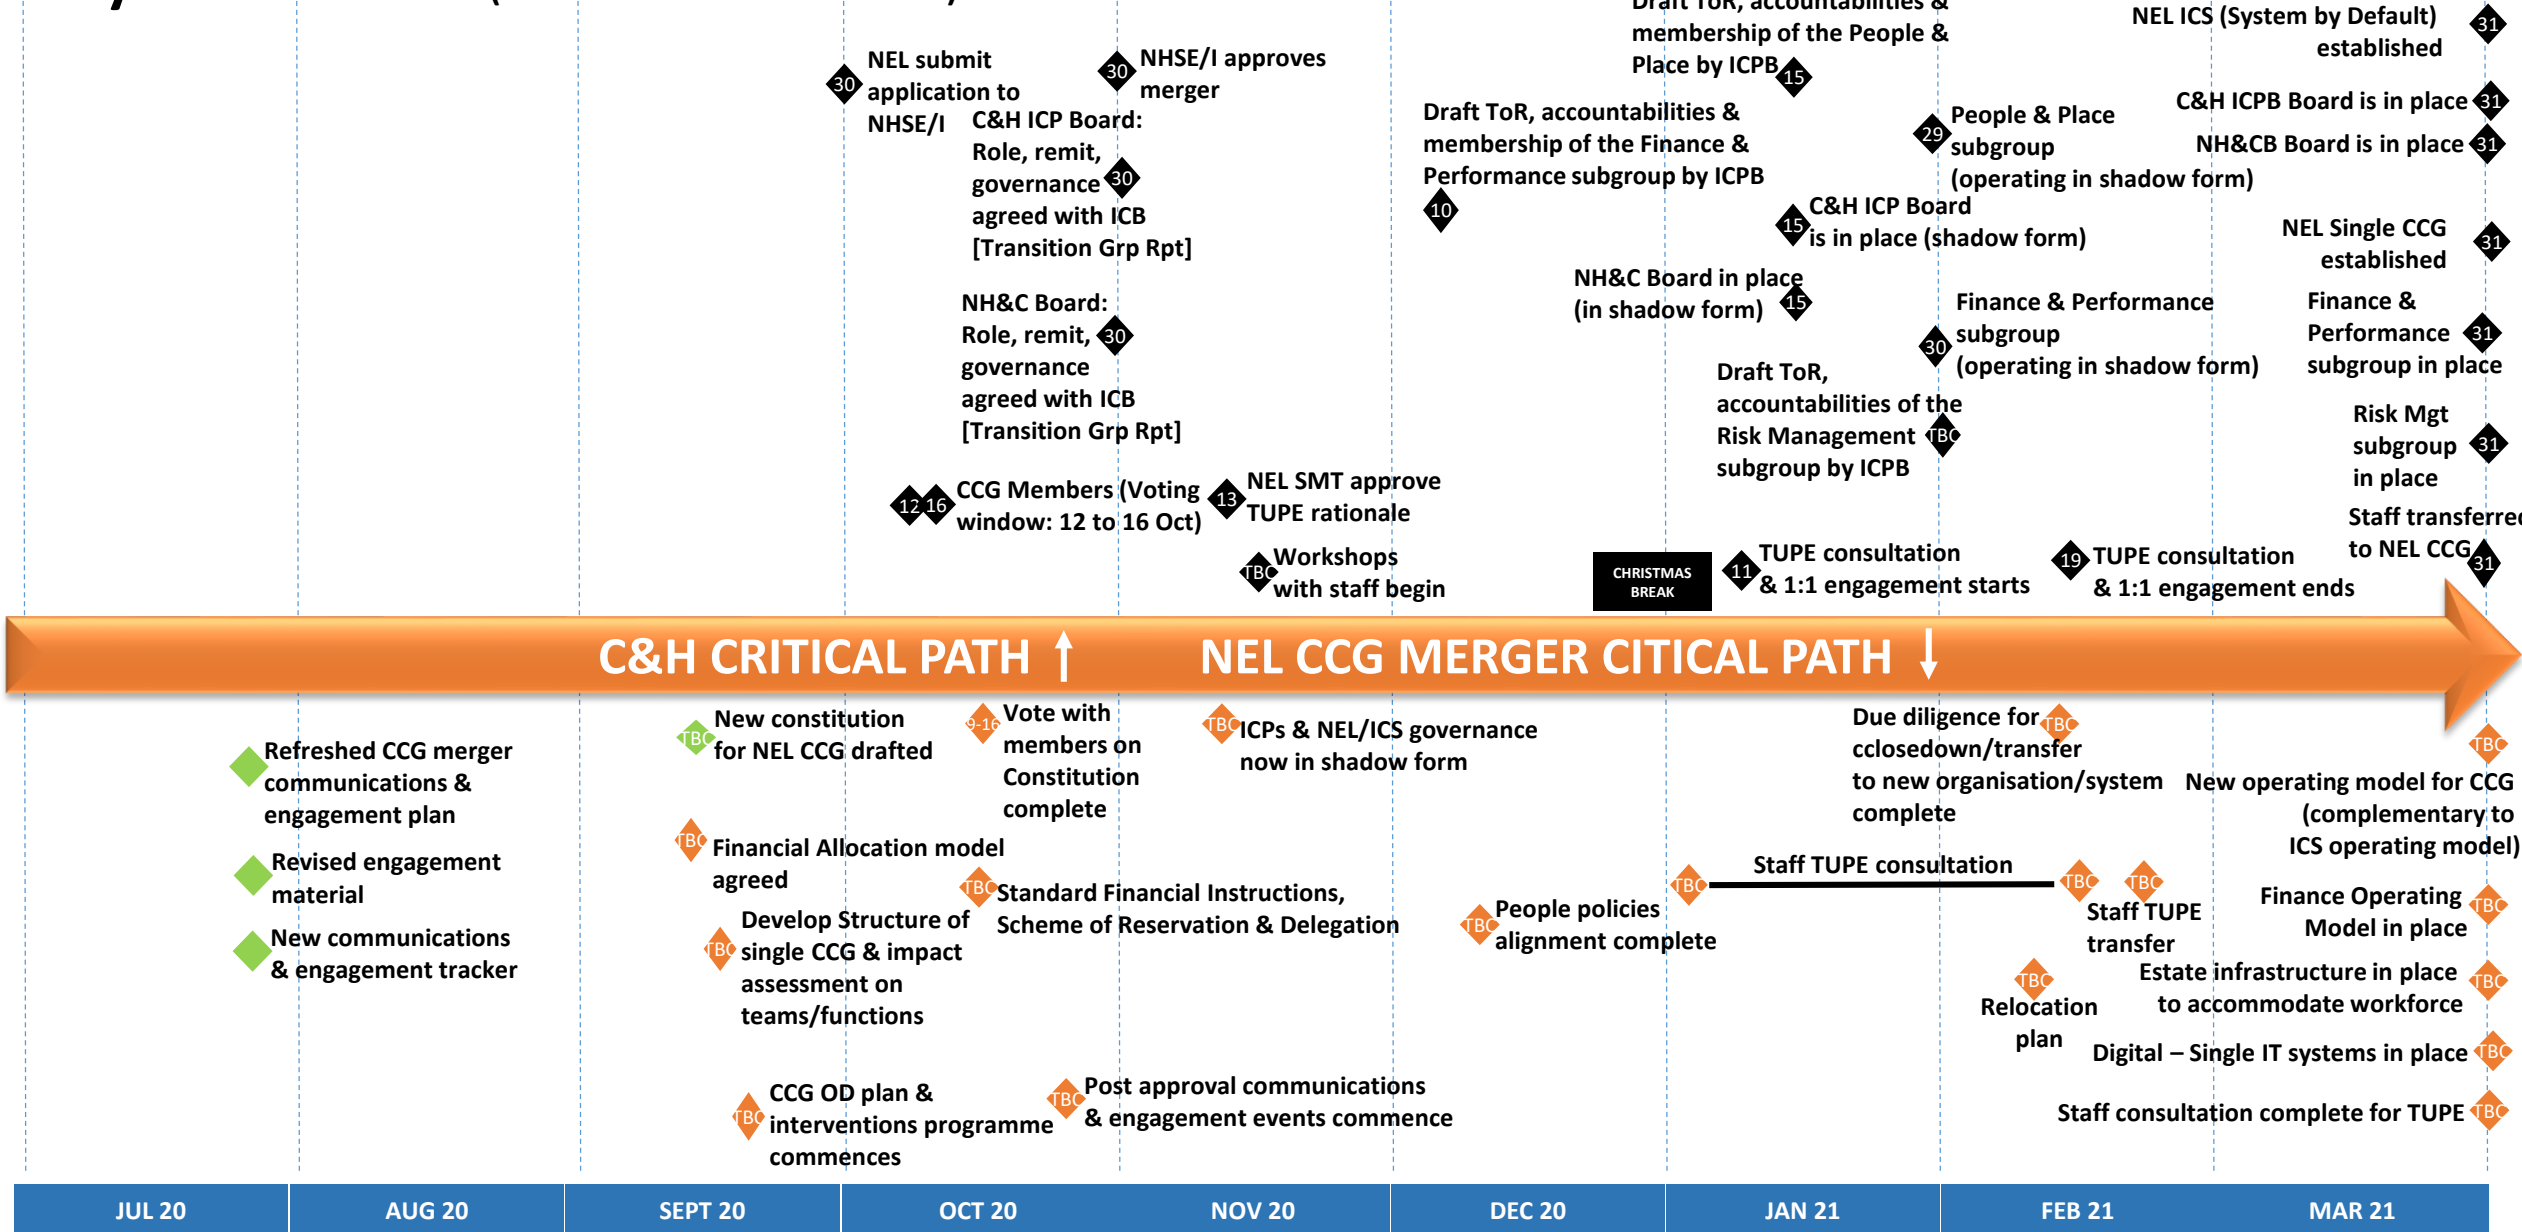 Draft ToR, accountabilities &
membership of the People &
Place by ICPB
15
NEL ICS (System by Default)
established
31
30
NEL submit
application to
NHSE/I
30
NHSE/I approves
merger
C&H ICP Board:
Role, remit,
governance
agreed with ICB
[Transition Grp Rpt]
30
Draft ToR, accountabilities &
membership of the Finance &
Performance subgroup by ICPB
10
29
People & Place
subgroup
(operating in shadow form)
C&H ICPB Board is in place
31
NH&CB Board is in place
31
15
C&H ICP Board
is in place (shadow form)
NEL Single CCG
established
31
NH&C Board in place
(in shadow form)
15
NH&C Board:
Role, remit,
governance
agreed with ICB
[Transition Grp Rpt]
30
30
Finance & Performance
subgroup
(operating in shadow form)
Finance &
Performance
subgroup in place
31
Draft ToR,
accountabilities of the
Risk Management
subgroup by ICPB
TBC
Risk Mgt
subgroup
in place
31
12
16
CCG Members (Voting
window: 12 to 16 Oct)
13
NEL SMT approve
TUPE rationale
TBC
Workshops
with staff begin
CHRISTMAS
BREAK
11
TUPE consultation
& 1:1 engagement starts
19
TUPE consultation
& 1:1 engagement ends
Staff transferred
to NEL CCG
31
C&H CRITICAL PATH ↑
NEL CCG MERGER CITICAL PATH ↓
Refreshed CCG merger
communications &
engagement plan
Revised engagement
material
New communications
& engagement tracker
TBC
New constitution
for NEL CCG drafted
TBC
Financial Allocation model
agreed
TBC
Develop Structure of
single CCG & impact
assessment on
teams/functions
TBC
CCG OD plan &
interventions programme
commences
9-16
Vote with
members on
Constitution
complete
TBC
Standard Financial Instructions,
Scheme of Reservation & Delegation
TBC
Post approval communications
& engagement events commence
TBC
ICPs & NEL/ICS governance
now in shadow form
TBC
People policies
alignment complete
Due diligence for
cclosedown/transfer
to new organisation/system
complete
TBC
TBC
Staff TUPE consultation
TBC
TBC
Staff TUPE
transfer
TBC
Relocation
plan
TBC
New operating model for CCG
(complementary to
ICS operating model)
Finance Operating
Model in place
TBC
Estate infrastructure in place
to accommodate workforce
TBC
Digital – Single IT systems in place
TBC
Staff consultation complete for TUPE
TBC
JUL 20
AUG 20
SEPT 20
OCT 20
NOV 20
DEC 20
JAN 21
FEB 21
MAR 21